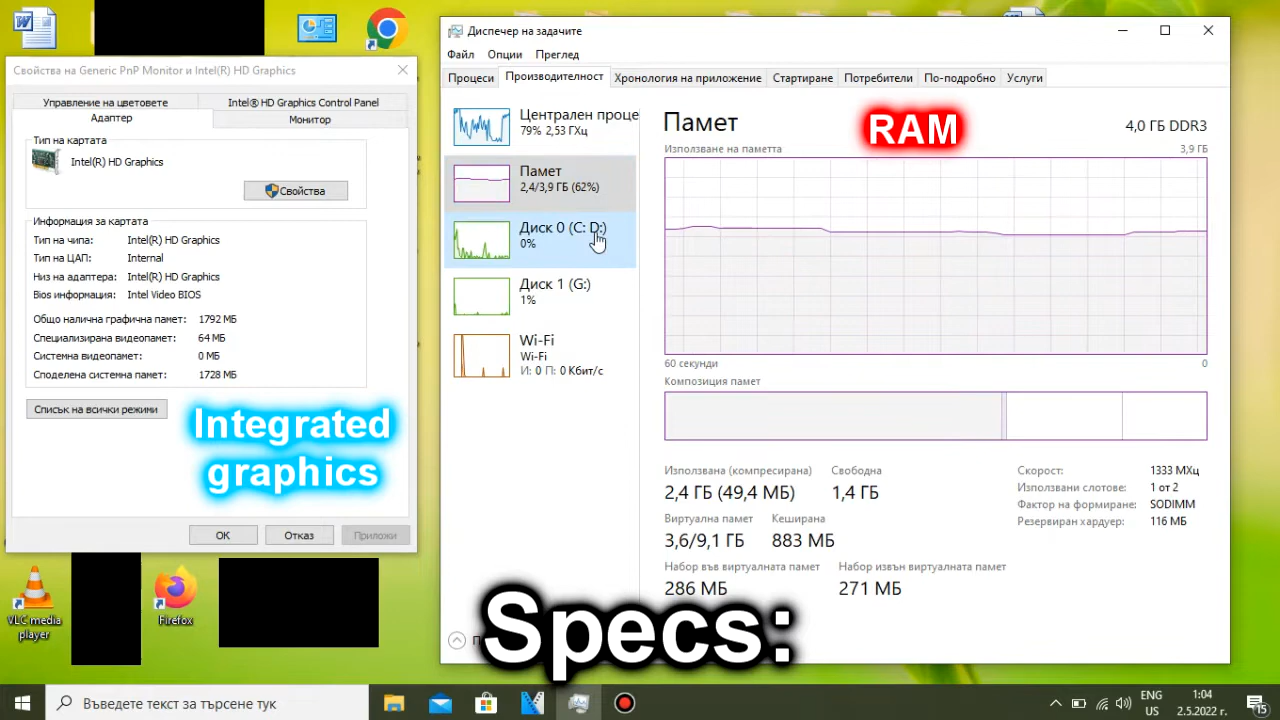 Свойства на Generic PnP Monitor и Intel(R) HD Graphics
Управление на цветовете
Intel® HD Graphics Control Panel
Адаптер
Монитор
Тип на картата
Intel(R) HD Graphics
Свойства
Информация за картата
Тип на чипа: Intel(R) HD Graphics
Тип на ЦАП: Internal
Низ на адаптера: Intel(R) HD Graphics
Bios информация: Intel Video BIOS
Общо налична графична памет: 1792 МБ
Специализирана видеопамет: 64 МБ
Системна видеопамет: 0 МБ
Споделена системна памет: 1728 МБ
Списък на всички режими
Integrated
graphics
OK
Отказ
Приложи
VLC media
player
Firefox
Диспечер на задачите
Файл Опции Преглед
Процеси Производителност Хронология на приложение Стартиране Потребители По-подробно Услуги
Централен проце
79% 2,53 ГХц
Памет
2,4/3,9 ГБ (62%)
Диск 0 (C: D:)
0%
Диск 1 (G:)
1%
Wi-Fi
Wi-Fi
И: 0 П: 0 Кбит/с
Памет
RAM
4,0 ГБ DDR3
Използване на паметта
3,9 ГБ
60 секунди
0
Композиция памет
Използвана (компресирана) Свободна
2,4 ГБ (49,4 МБ) 1,4 ГБ
Виртуална памет Кеширана
3,6/9,1 ГБ 883 МБ
Набор във виртуалната памет Набор извън виртуалната памет
286 МБ 271 МБ
Скорост: 1333 МХц
Използвани слотове: 1 от 2
Фактор на формиране: SODIMM
Резервиран хардуер: 116 МБ
Specs:
Въведете текст за търсене тук
ENG
US
1:04
2.5.2022 г.
15